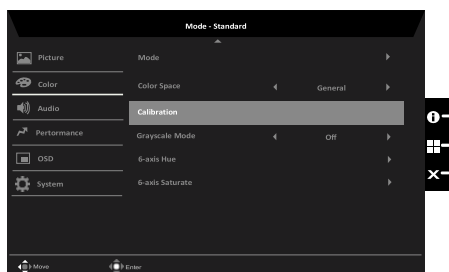 Mode - Standard
Picture
Mode
Color
Color Space General
Audio
Calibration
Pertormance
Grayscale Mode Off
OSD
6-axis Hue
System
6-axis Saturate
Move Enter